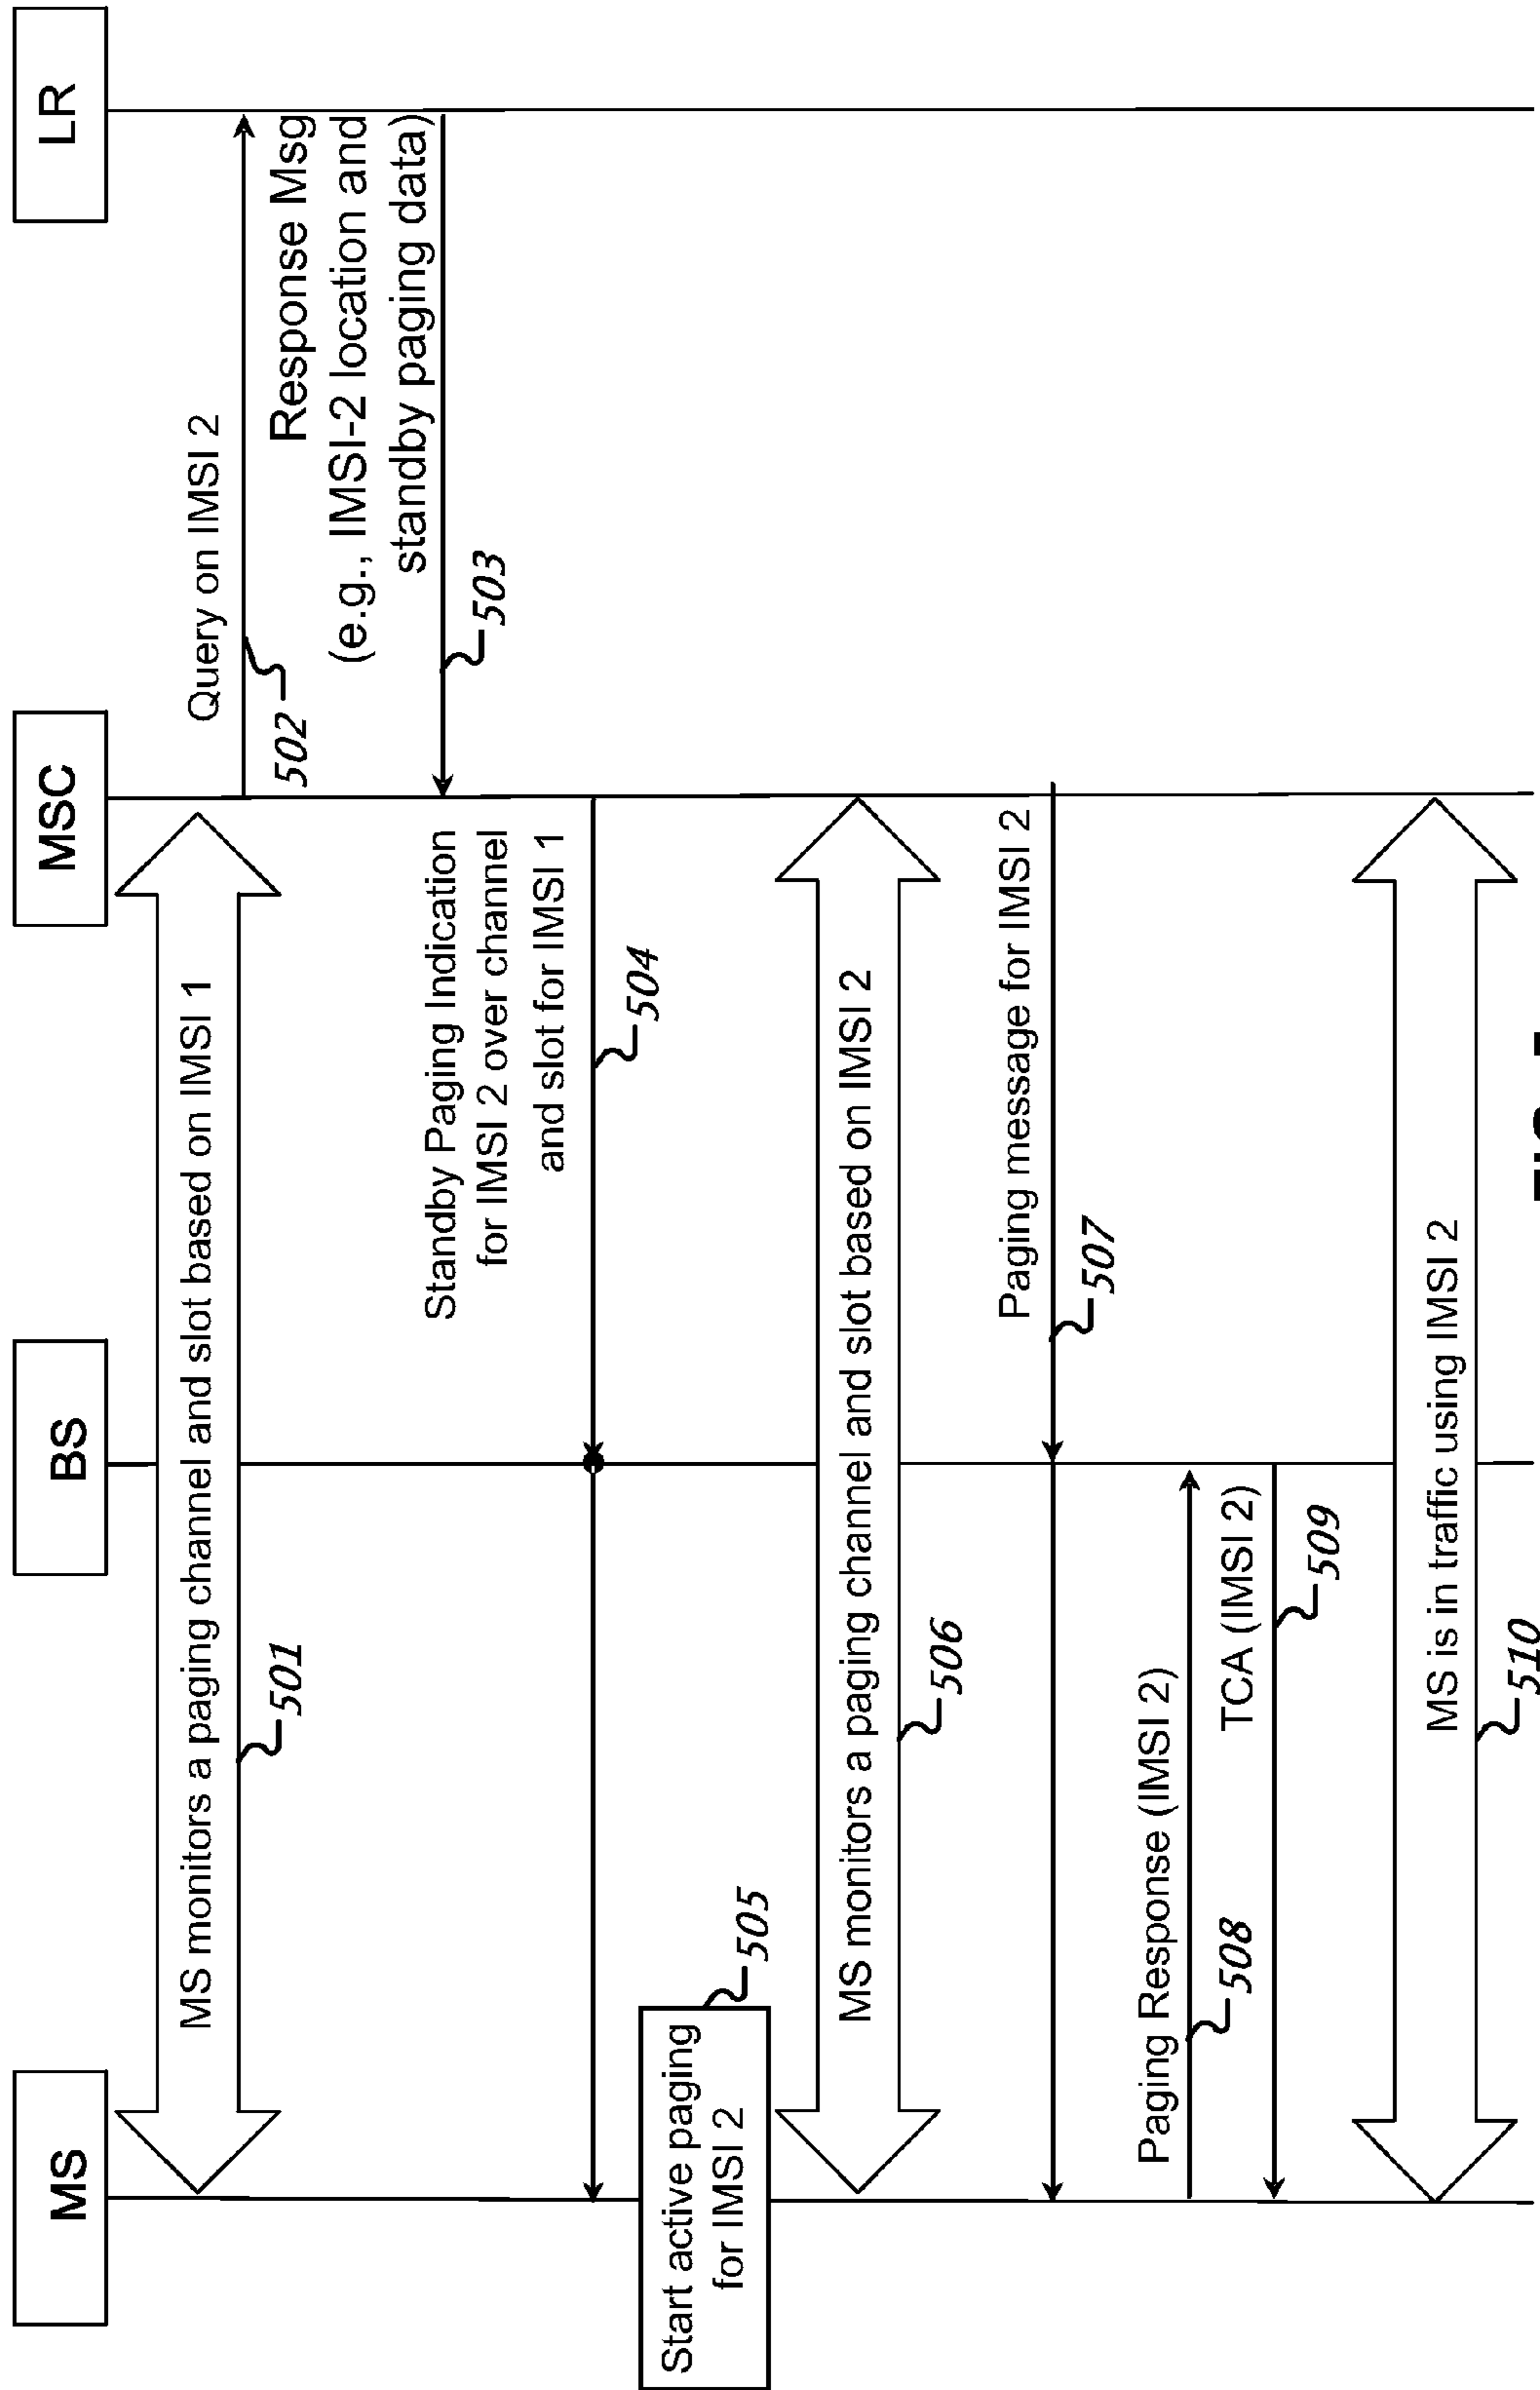 MS
BS
MSC
LR
MS monitors a paging channel and slot based on IMSI 1
501
Query on IMSI 2
502
Response Msg
(e.g., IMSI-2 location and
standby paging data)
503
Standby Paging Indication
for IMSI 2 over channel
and slot for IMSI 1
504
Start active paging
for IMSI 2
505
MS monitors a paging channel and slot based on IMSI 2
506
Paging message for IMSI 2
507
Paging Response (IMSI 2)
508
TCA (IMSI 2)
509
MS is in traffic using IMSI 2
510